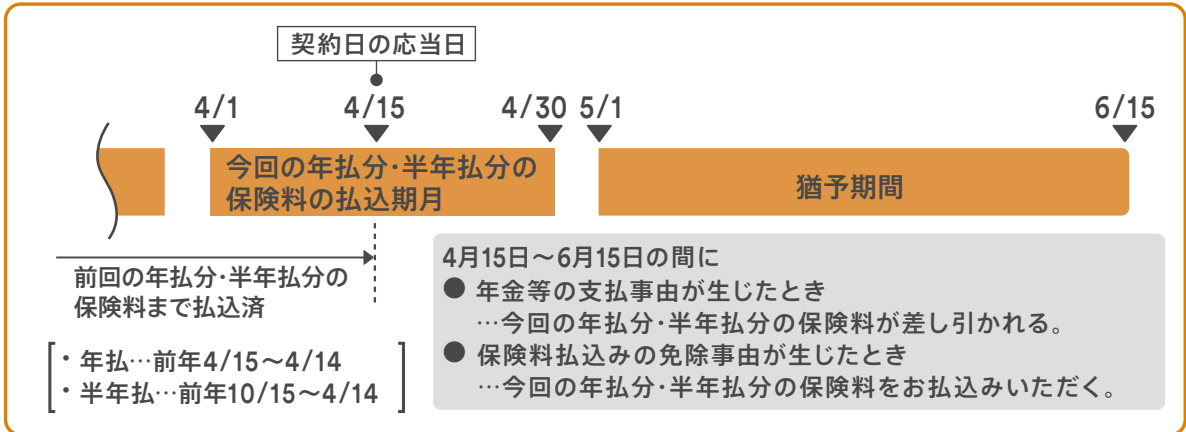 契約日の応当日
4/1
4/15
4/30
5/1
6/15
今回の年払分・半年払分の
保険料の払込期月
猶予期間
前回の年払分・半年払分の
保険料まで払込済
・年払…前年4/15～4/14
・半年払…前年10/15～4/14
4月15日～6月15日の間に
● 年金等の支払事由が生じたとき
…今回の年払分・半年払分の保険料が差し引かれる。
● 保険料払込みの免除事由が生じたとき
…今回の年払分・半年払分の保険料をお払込みいただく。